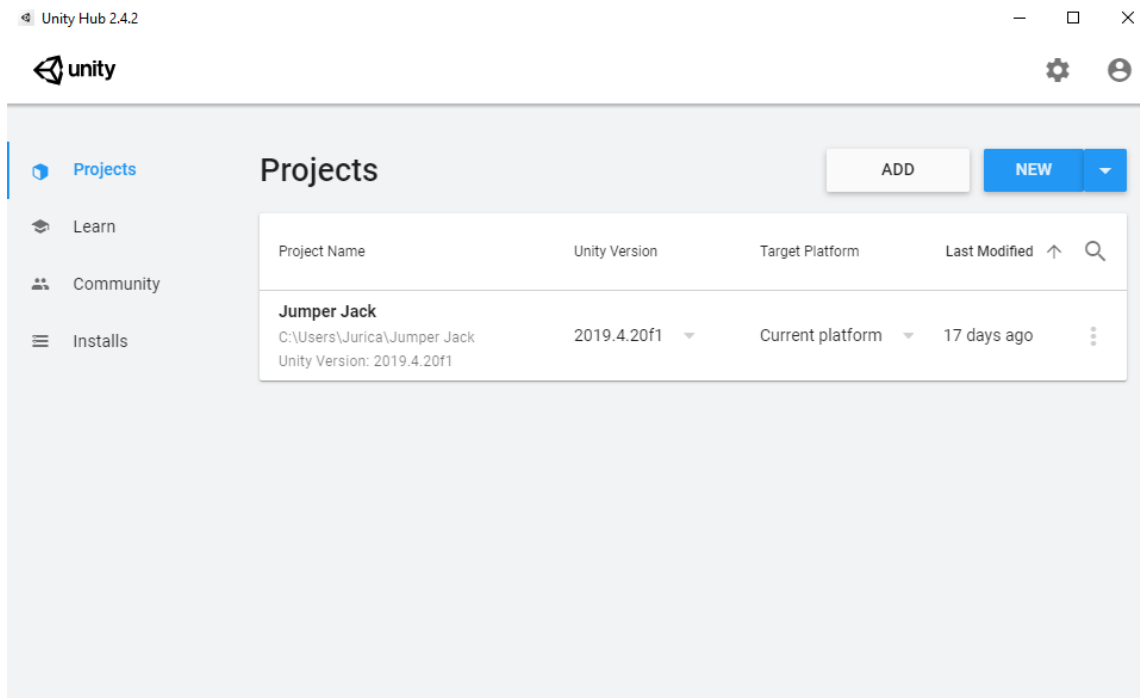 Unity Hub 2.4.2
unity
Projects
Learn
Community
Installs
Projects
ADD
NEW
Project Name Unity Version Target Platform Last Modified
Jumper Jack
C:\Users\Jurica\Jumper Jack
Unity Version: 2019.4.20f1
2019.4.20f1 Current platform 17 days ago